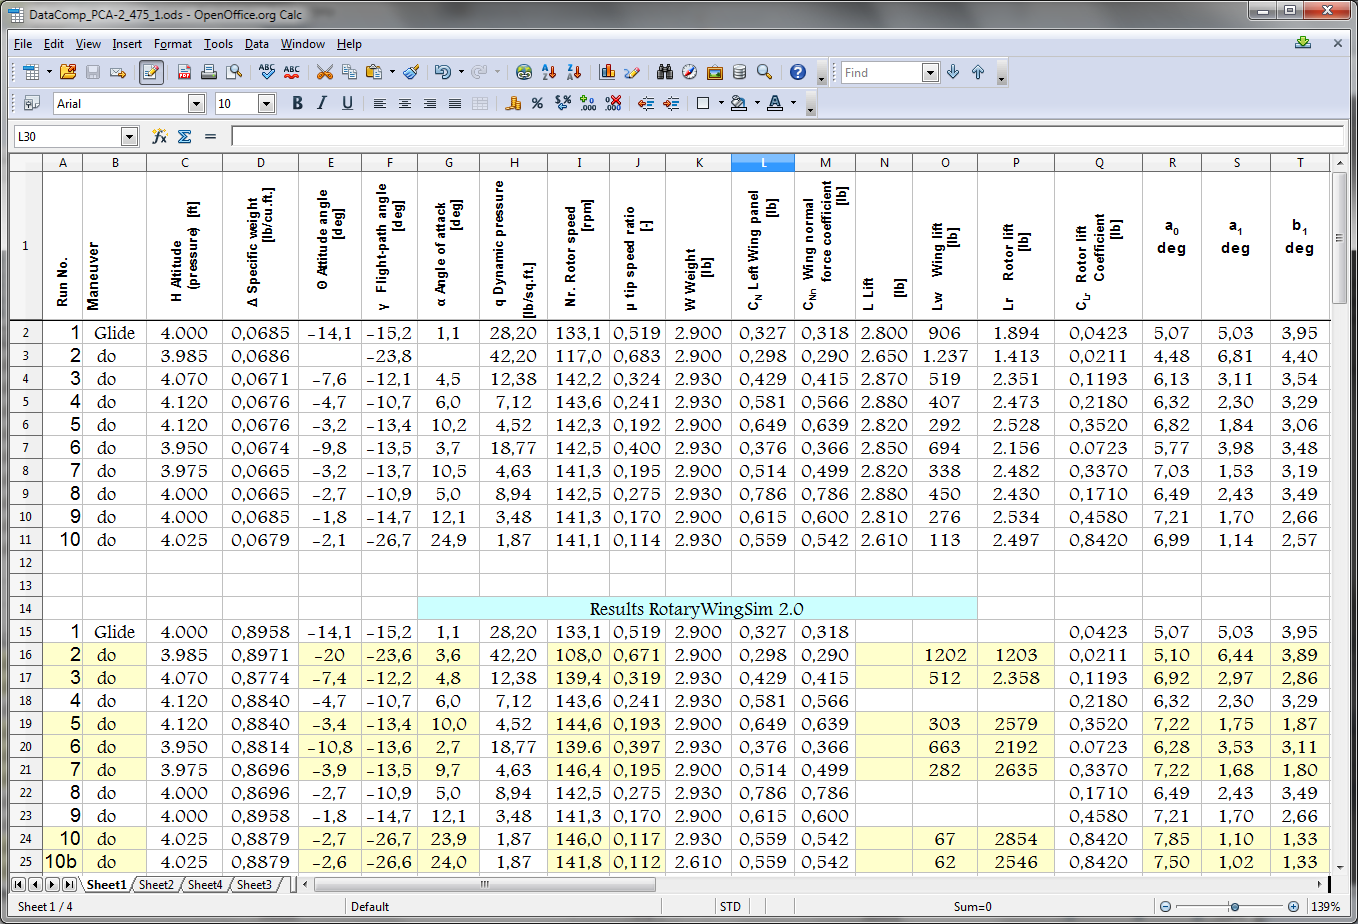 DataComp_PCA-2_475_1.ods - OpenOffice.org Calc
File Edit View Insert Format Tools Data Window Help
Find
Arial 10
L30
A B C D E F G H I J K L M N O P Q R S T
1 Run No. Maneuver H Altitude (pressure) [ft] Δ Specific weight [lb/cu.ft.] Θ Attitude angle [deg] γ Flight-path angle [deg] α Angle of attack [deg] q Dynamic pressure [lb/sq.ft.] Nr. Rotor speed [rpm] μ tip speed ratio [-] W Weight [lb] CN Left Wing panel [lb] CNn Wing normal force coefficient [lb] L Lift [lb] Lw Wing lift [lb] Lr Rotor lift [lb] CLr Rotor lift Coefficient [lb] a0 deg a1 deg b1 deg
2 1 Glide 4.000 0,0685 -14,1 -15,2 1,1 28,20 133,1 0,519 2.900 0,327 0,318 2.800 906 1.894 0,0423 5,07 5,03 3,95
3 2 do 3.985 0,0686 -23,8 42,20 117,0 0,683 2.900 0,298 0,290 2.650 1.237 1.413 0,0211 4,48 6,81 4,40
4 3 do 4.070 0,0671 -7,6 -12,1 4,5 12,38 142,2 0,324 2.930 0,429 0,415 2.870 519 2.351 0,1193 6,13 3,11 3,54
5 4 do 4.120 0,0676 -4,7 -10,7 6,0 7,12 143,6 0,241 2.930 0,581 0,566 2.880 407 2.473 0,2180 6,32 2,30 3,29
6 5 do 4.120 0,0676 -3,2 -13,4 10,2 4,52 142,3 0,192 2.900 0,649 0,639 2.820 292 2.528 0,3520 6,82 1,84 3,06
7 6 do 3.950 0,0674 -9,8 -13,5 3,7 18,77 142,5 0,400 2.930 0,376 0,366 2.850 694 2.156 0.0723 5,77 3,98 3,48
8 7 do 3.975 0,0665 -3,2 -13,7 10,5 4,63 141,3 0,195 2.900 0,514 0,499 2.820 338 2.482 0,3370 7,03 1,53 3,19
9 8 do 4.000 0,0665 -2,7 -10,9 5,0 8,94 142,5 0,275 2.930 0,786 0,786 2.880 450 2.430 0,1710 6,49 2,43 3,49
10 9 do 4.000 0,0685 -1,8 -14,7 12,1 3,48 141,3 0,170 2.900 0,615 0,600 2.810 276 2.534 0,4580 7,21 1,70 2,66
11 10 do 4.025 0,0679 -2,1 -26,7 24,9 1,87 141,1 0,114 2.930 0,559 0,542 2.610 113 2.497 0,8420 6,99 1,14 2,57
12
13
14 Results RotaryWingSim 2.0
15 1 Glide 4.000 0,8958 -14,1 -15,2 1,1 28,20 133,1 0,519 2.900 0,327 0,318 0,0423 5,07 5,03 3,95
16 2 do 3.985 0,8971 -20 -23,6 3,6 42,20 108,0 0,671 2.900 0,298 0,290 1202 1203 0,0211 5,10 6,44 3,89
17 3 do 4.070 0,8774 -7,4 -12,2 4,8 12,38 139,4 0,319 2.930 0,429 0,415 512 2.358 0,1193 6,92 2,97 2,86
18 4 do 4.120 0,8840 -4,7 -10,7 6,0 7,12 143,6 0,241 2.930 0,581 0,566 0,2180 6,32 2,30 3,29
19 5 do 4.120 0,8840 -3,4 -13,4 10,0 4,52 144,6 0,193 2.900 0,649 0,639 303 2579 0,3520 7,22 1,75 1,87
20 6 do 3.950 0,8814 -10,8 -13,6 2,7 18,77 139.6 0,397 2.930 0,376 0,366 663 2192 0.0723 6,28 3,53 3,11
21 7 do 3.975 0,8696 -3,9 -13,5 9,7 4,63 146,4 0,195 2.900 0,514 0,499 282 2635 0,3370 7,22 1,68 1,80
22 8 do 4.000 0,8696 -2,7 -10,9 5,0 8,94 142,5 0,275 2.930 0,786 0,786 0,1710 6,49 2,43 3,49
23 9 do 4.000 0,8958 -1,8 -14,7 12,1 3,48 141,3 0,170 2.900 0,615 0,600 0,4580 7,21 1,70 2,66
24 10 do 4.025 0,8879 -2,7 -26,7 23,9 1,87 146,0 0,117 2.930 0,559 0,542 67 2854 0,8420 7,85 1,10 1,33
25 10b do 4.025 0,8879 -2,6 -26,6 24,0 1,87 141,8 0,112 2.610 0,559 0,542 62 2546 0,8420 7,50 1,02 1,33
Sheet1 Sheet2 Sheet4 Sheet3
Sheet 1 / 4 Default STD Sum=0 139%